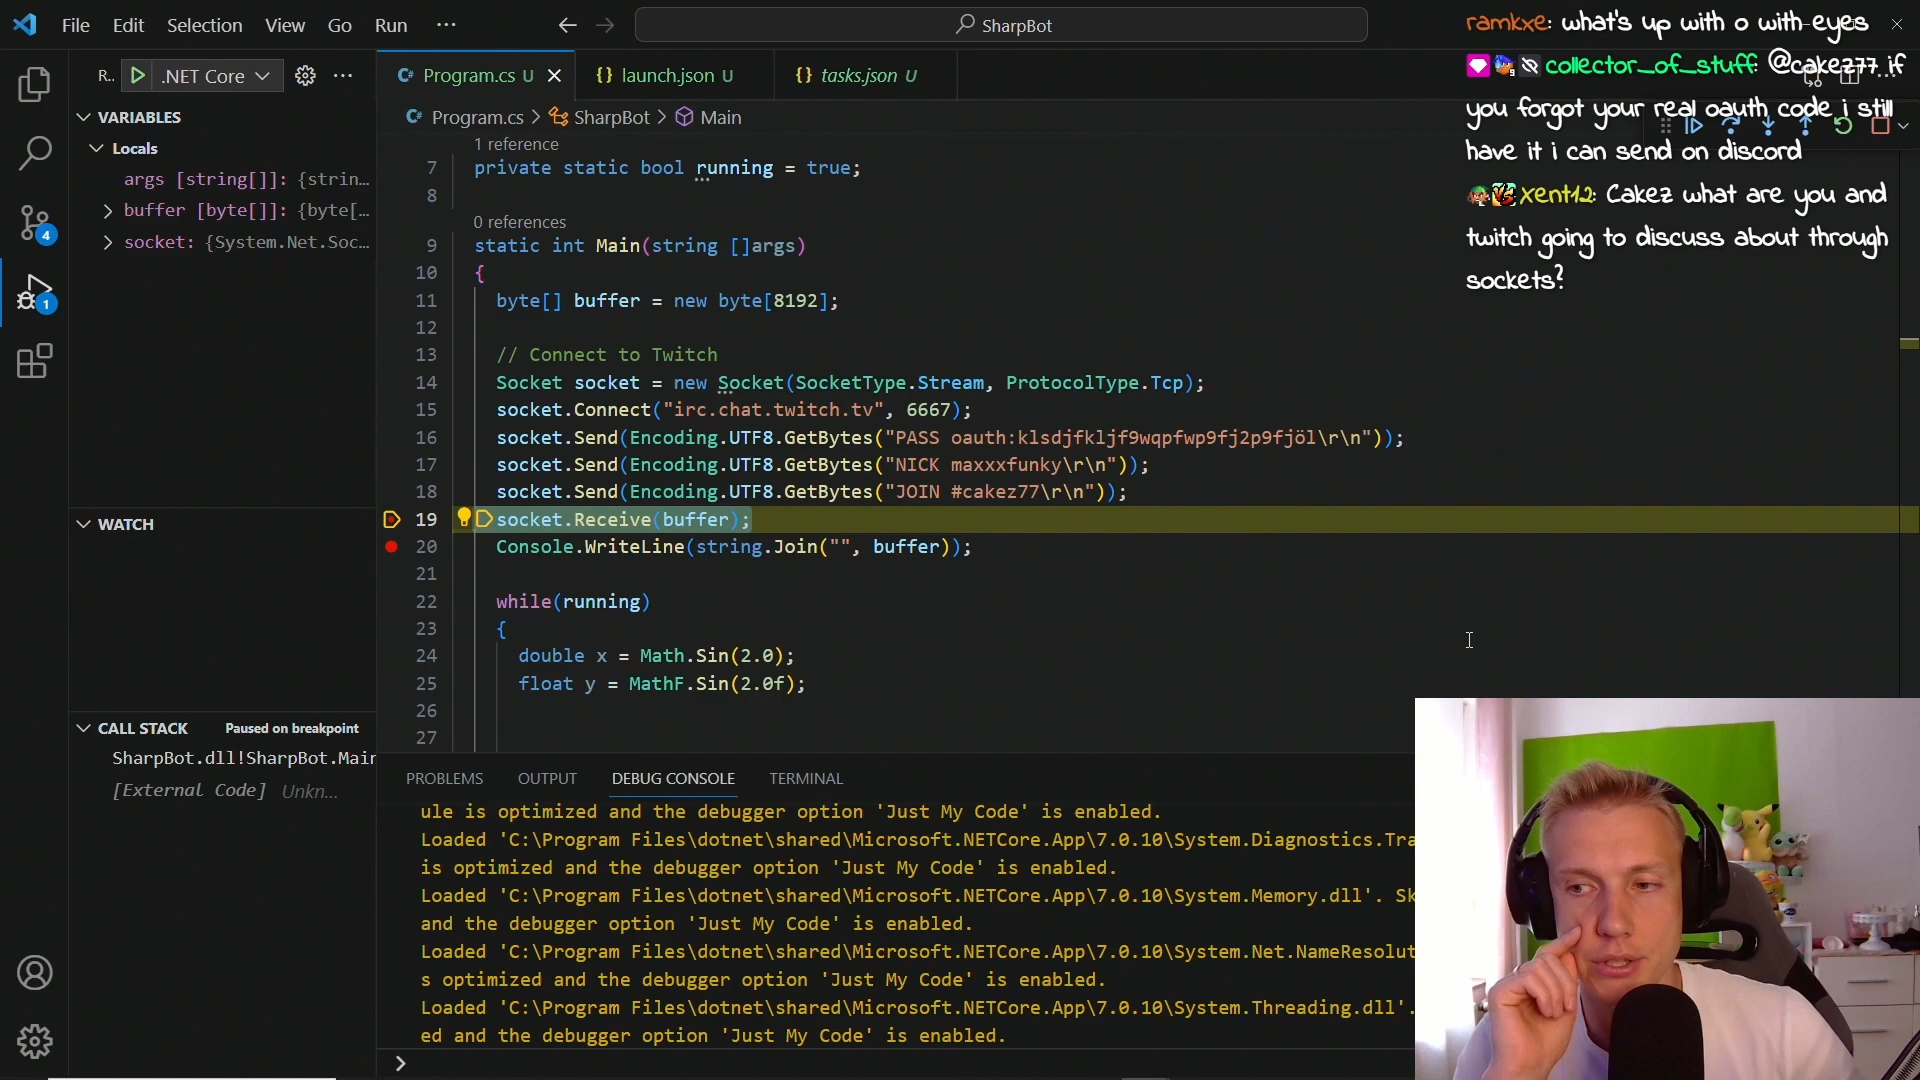 File Edit Selection View Go Run ··· SharpBot
R.. .NET Core ···
Program.cs U launch.json U tasks.json U
Program.cs > SharpBot > Main
VARIABLES
Locals
args [string[]]: {strin…
buffer [byte[]]: {byte[…
socket: {System.Net.Soc…
WATCH
CALL STACK Paused on breakpoint
SharpBot.dll!SharpBot.Main
[External Code] Unkn...
4
1
1 reference
7 private static bool running = true;
8
0 references
9 static int Main(string []args)
10 {
11 byte[] buffer = new byte[8192];
12
13 // Connect to Twitch
14 Socket socket = new Socket(SocketType.Stream, ProtocolType.Tcp);
15 socket.Connect("irc.chat.twitch.tv", 6667);
16 socket.Send(Encoding.UTF8.GetBytes("PASS oauth:klsdjfkljf9wqpfwp9fj2p9fjöl\r\n"));
17 socket.Send(Encoding.UTF8.GetBytes("NICK maxxxfunky\r\n"));
18 socket.Send(Encoding.UTF8.GetBytes("JOIN #cakez77\r\n"));
19 socket.Receive(buffer);
20 Console.WriteLine(string.Join("", buffer));
21
22 while(running)
23 {
24 double x = Math.Sin(2.0);
25 float y = MathF.Sin(2.0f);
26
27
PROBLEMS OUTPUT DEBUG CONSOLE TERMINAL
ule is optimized and the debugger option 'Just My Code' is enabled.
Loaded 'C:\Program Files\dotnet\shared\Microsoft.NETCore.App\7.0.10\System.Diagnostics.Tra
is optimized and the debugger option 'Just My Code' is enabled.
Loaded 'C:\Program Files\dotnet\shared\Microsoft.NETCore.App\7.0.10\System.Memory.dll'. Sk
and the debugger option 'Just My Code' is enabled.
Loaded 'C:\Program Files\dotnet\shared\Microsoft.NETCore.App\7.0.10\System.Net.NameResolut
s optimized and the debugger option 'Just My Code' is enabled.
Loaded 'C:\Program Files\dotnet\shared\Microsoft.NETCore.App\7.0.10\System.Threading.dll'.
ed and the debugger option 'Just My Code' is enabled.
ramkxe: what's up with o with eyes
collector_of_stuff: @cakez777 if
you forgot your real oauth code i still
have it i can send on discord
Xent12: Cakez what are you and
twitch going to discuss about through
sockets?